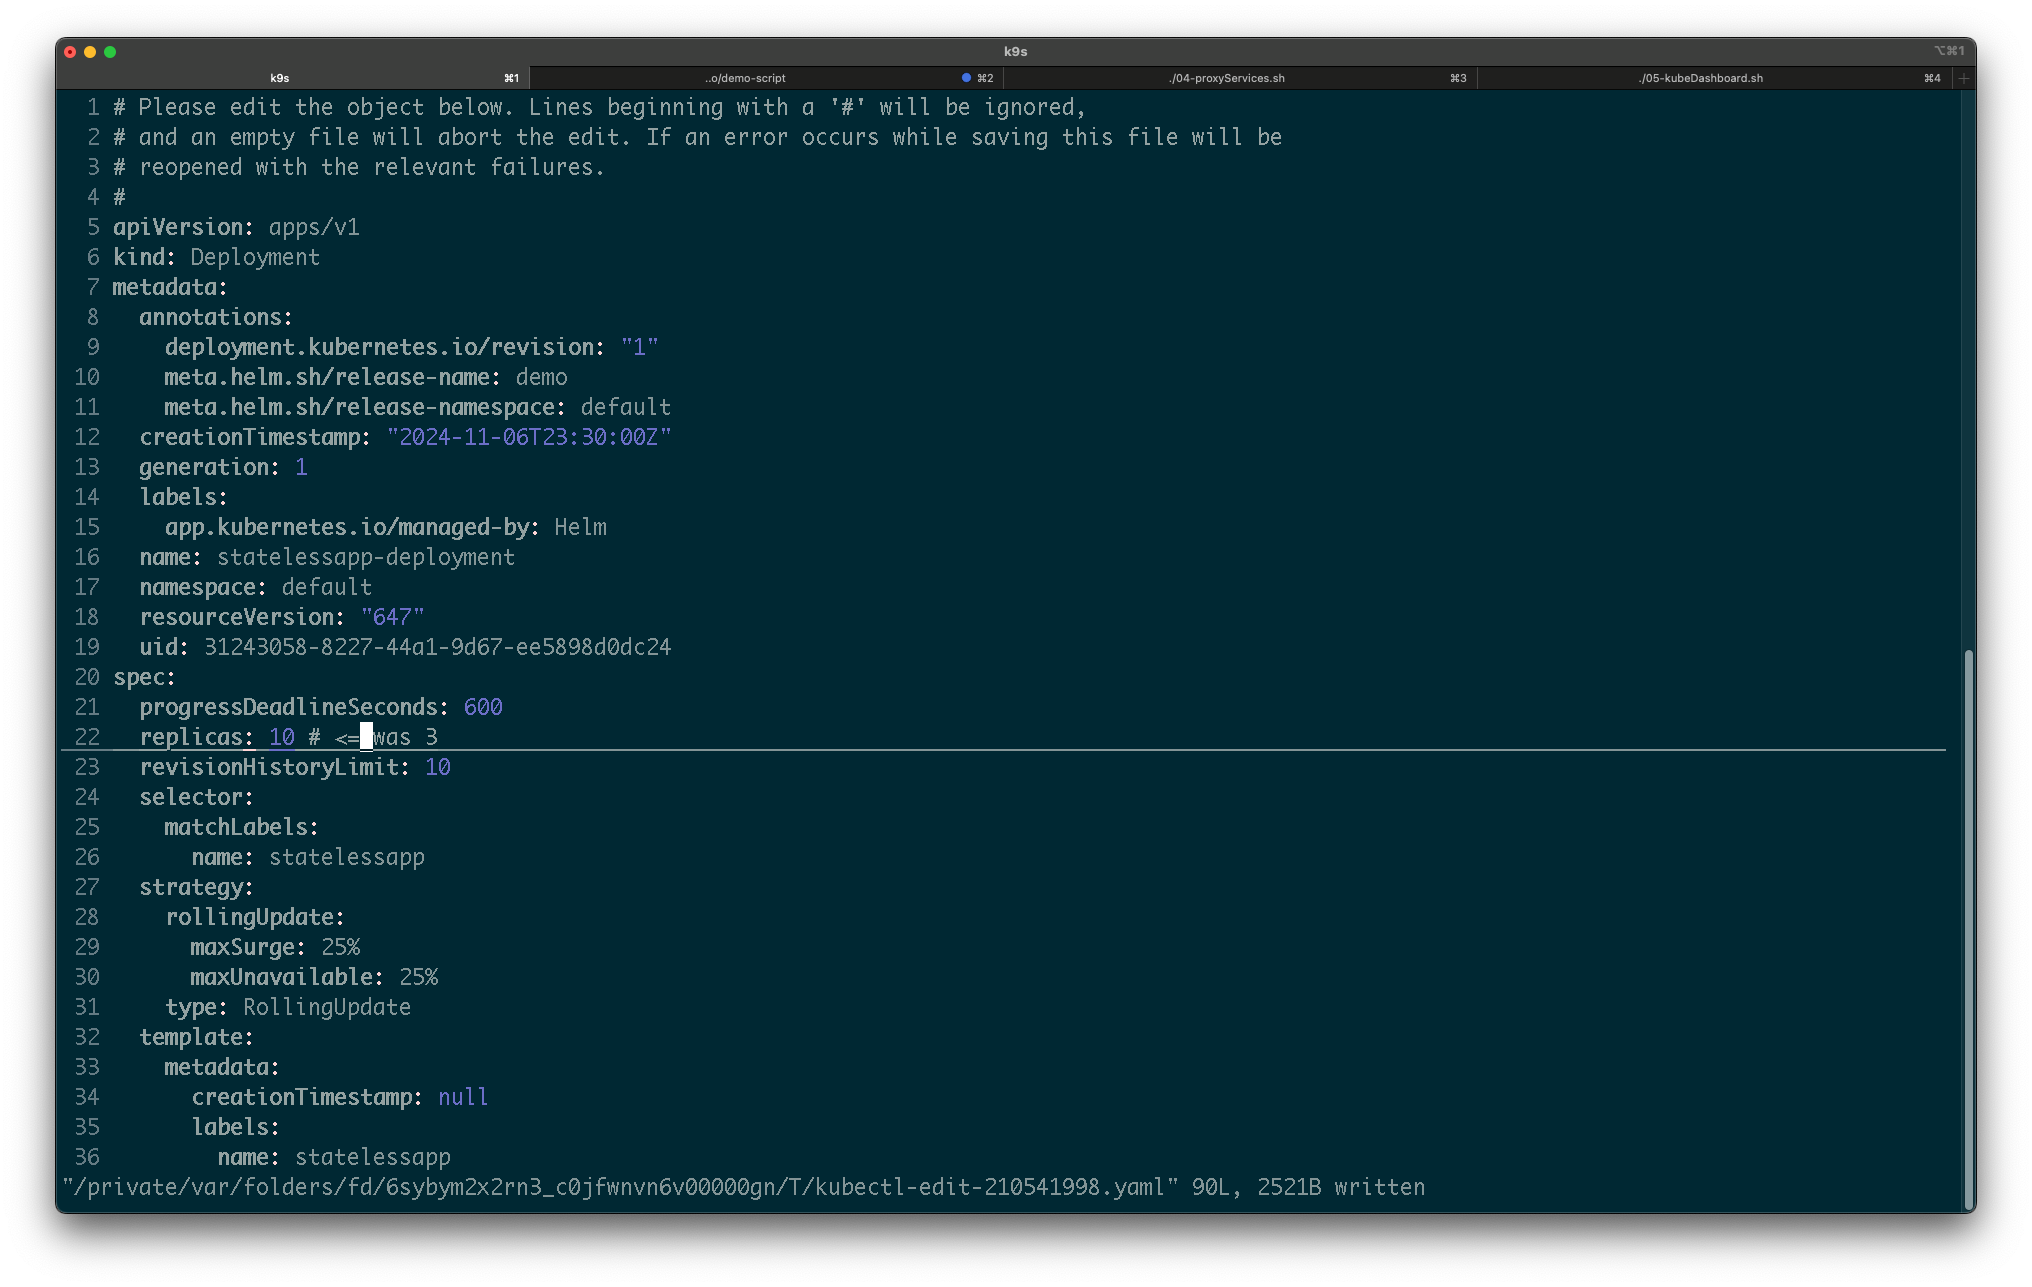 k9s
⌥⌘1
k9s ⌘1 ..o/demo-script ⌘2 ./04-proxyServices.sh ⌘3 ./05-kubeDashboard.sh ⌘4 +
1 # Please edit the object below. Lines beginning with a '#' will be ignored,
2 # and an empty file will abort the edit. If an error occurs while saving this file will be
3 # reopened with the relevant failures.
4 #
5 apiVersion: apps/v1
6 kind: Deployment
7 metadata:
8   annotations:
9     deployment.kubernetes.io/revision: "1"
10     meta.helm.sh/release-name: demo
11     meta.helm.sh/release-namespace: default
12   creationTimestamp: "2024-11-06T23:30:00Z"
13   generation: 1
14   labels:
15     app.kubernetes.io/managed-by: Helm
16   name: statelessapp-deployment
17   namespace: default
18   resourceVersion: "647"
19   uid: 31243058-8227-44a1-9d67-ee5898d0dc24
20 spec:
21   progressDeadlineSeconds: 600
22   replicas: 10 # <= was 3
23   revisionHistoryLimit: 10
24   selector:
25     matchLabels:
26       name: statelessapp
27   strategy:
28     rollingUpdate:
29       maxSurge: 25%
30       maxUnavailable: 25%
31     type: RollingUpdate
32   template:
33     metadata:
34       creationTimestamp: null
35       labels:
36         name: statelessapp
"/private/var/folders/fd/6sybym2x2rn3_c0jfwnvn6v00000gn/T/kubectl-edit-210541998.yaml" 90L, 2521B written